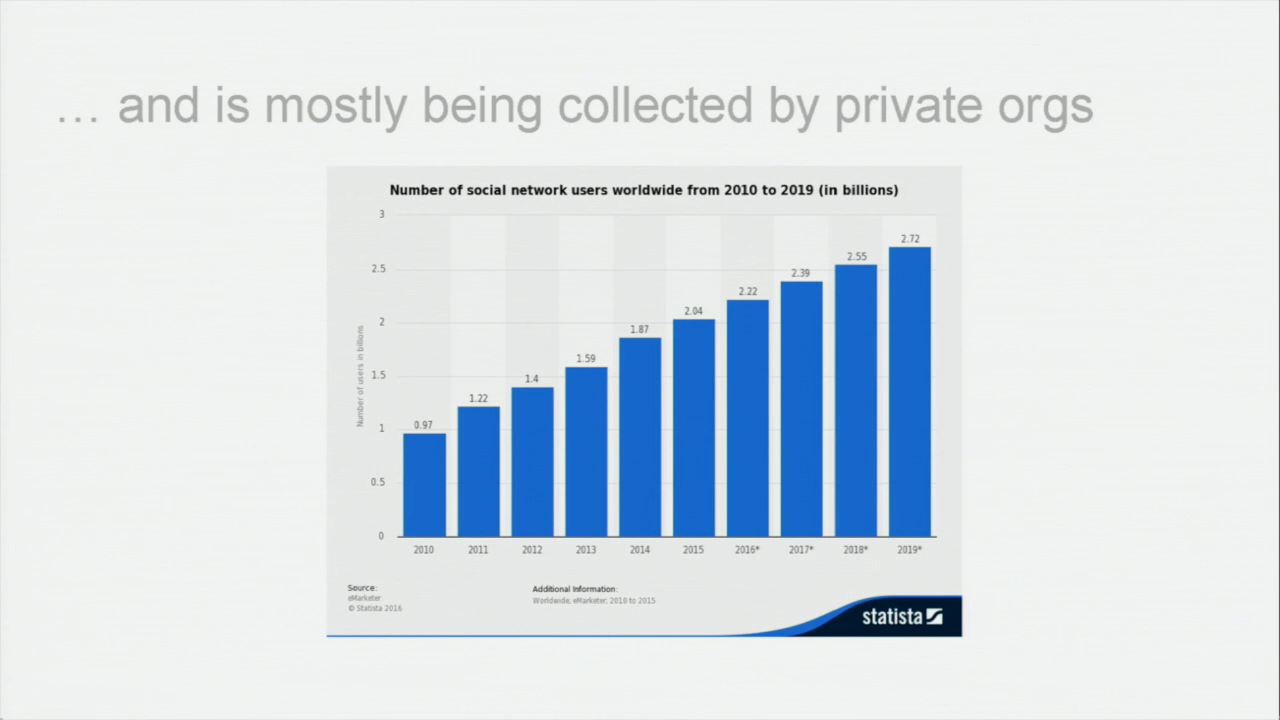 … and is mostly being collected by private orgs
Number of social network users worldwide from 2010 to 2019 (in billions)
Number of users in billions
3
2.5
2
1.5
1
0.5
0
0.97
1.22
1.4
1.59
1.87
2.04
2.22
2.39
2.55
2.72
2010 2011 2012 2013 2014 2015 2016* 2017* 2018* 2019*
Source:
eMarketer
© Statista 2016
Additional Information:
Worldwide; eMarketer; 2010 to 2015
statista